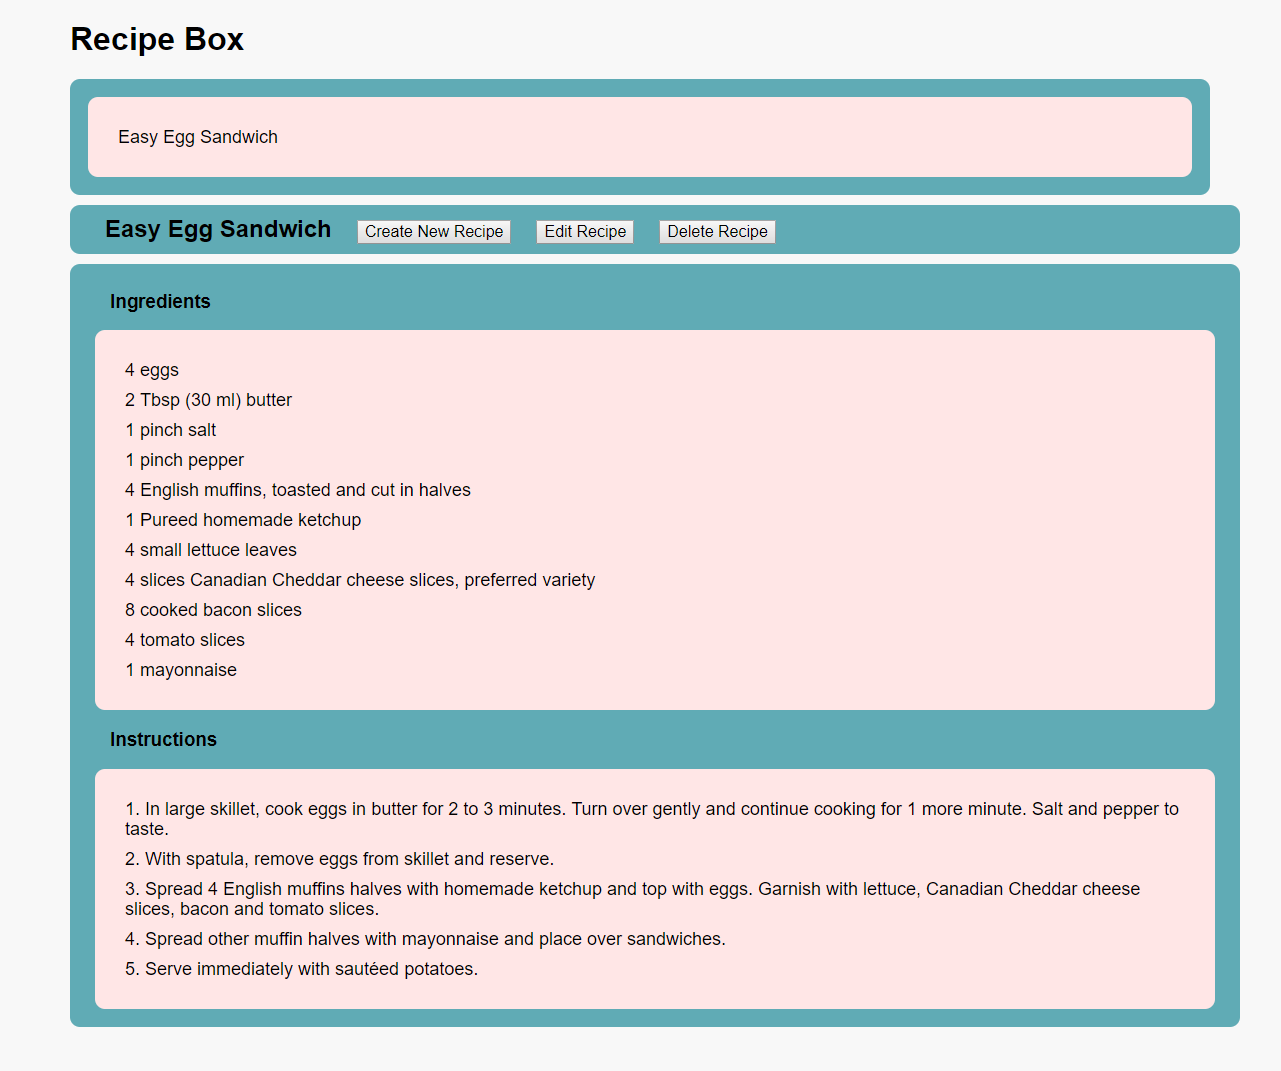 Recipe Box
Easy Egg Sandwich
Easy Egg Sandwich Create New Recipe Edit Recipe Delete Recipe
Ingredients
4 eggs
2 Tbsp (30 ml) butter
1 pinch salt
1 pinch pepper
4 English muffins, toasted and cut in halves
1 Pureed homemade ketchup
4 small lettuce leaves
4 slices Canadian Cheddar cheese slices, preferred variety
8 cooked bacon slices
4 tomato slices
1 mayonnaise
Instructions
1. In large skillet, cook eggs in butter for 2 to 3 minutes. Turn over gently and continue cooking for 1 more minute. Salt and pepper to
taste.
2. With spatula, remove eggs from skillet and reserve.
3. Spread 4 English muffins halves with homemade ketchup and top with eggs. Garnish with lettuce, Canadian Cheddar cheese
slices, bacon and tomato slices.
4. Spread other muffin halves with mayonnaise and place over sandwiches.
5. Serve immediately with sautéed potatoes.